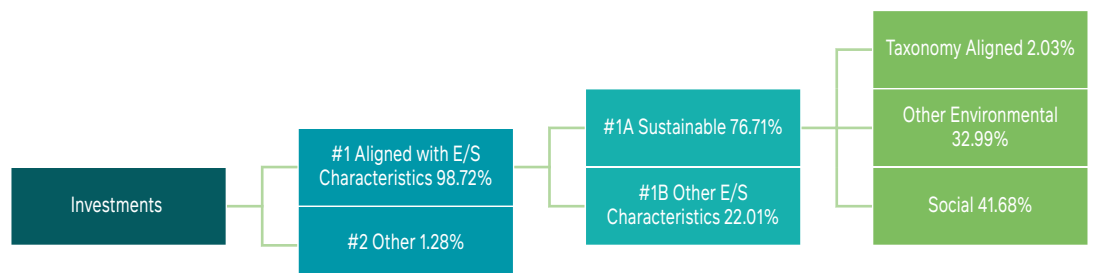 Investments
#1 Aligned with E/S
Characteristics 98.72%
#2 Other 1.28%
#1A Sustainable 76.71%
#1B Other E/S
Characteristics 22.01%
Taxonomy Aligned 2.03%
Other Environmental
32.99%
Social 41.68%